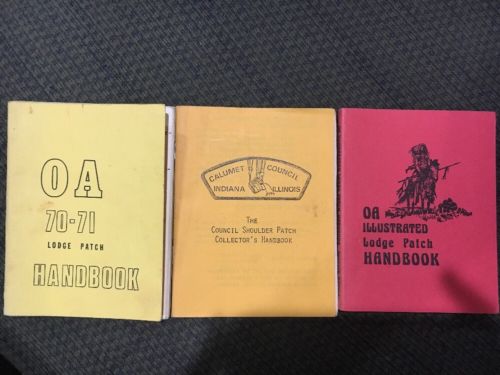 OA
70-71
LODGE PATCH
HANDBOOK
CALUMET COUNCIL
INDIANA ILLINOIS
THE
COUNCIL SHOULDER PATCH
COLLECTOR'S HANDBOOK
OA
ILLUSTRATED
Lodge Patch
HANDBOOK